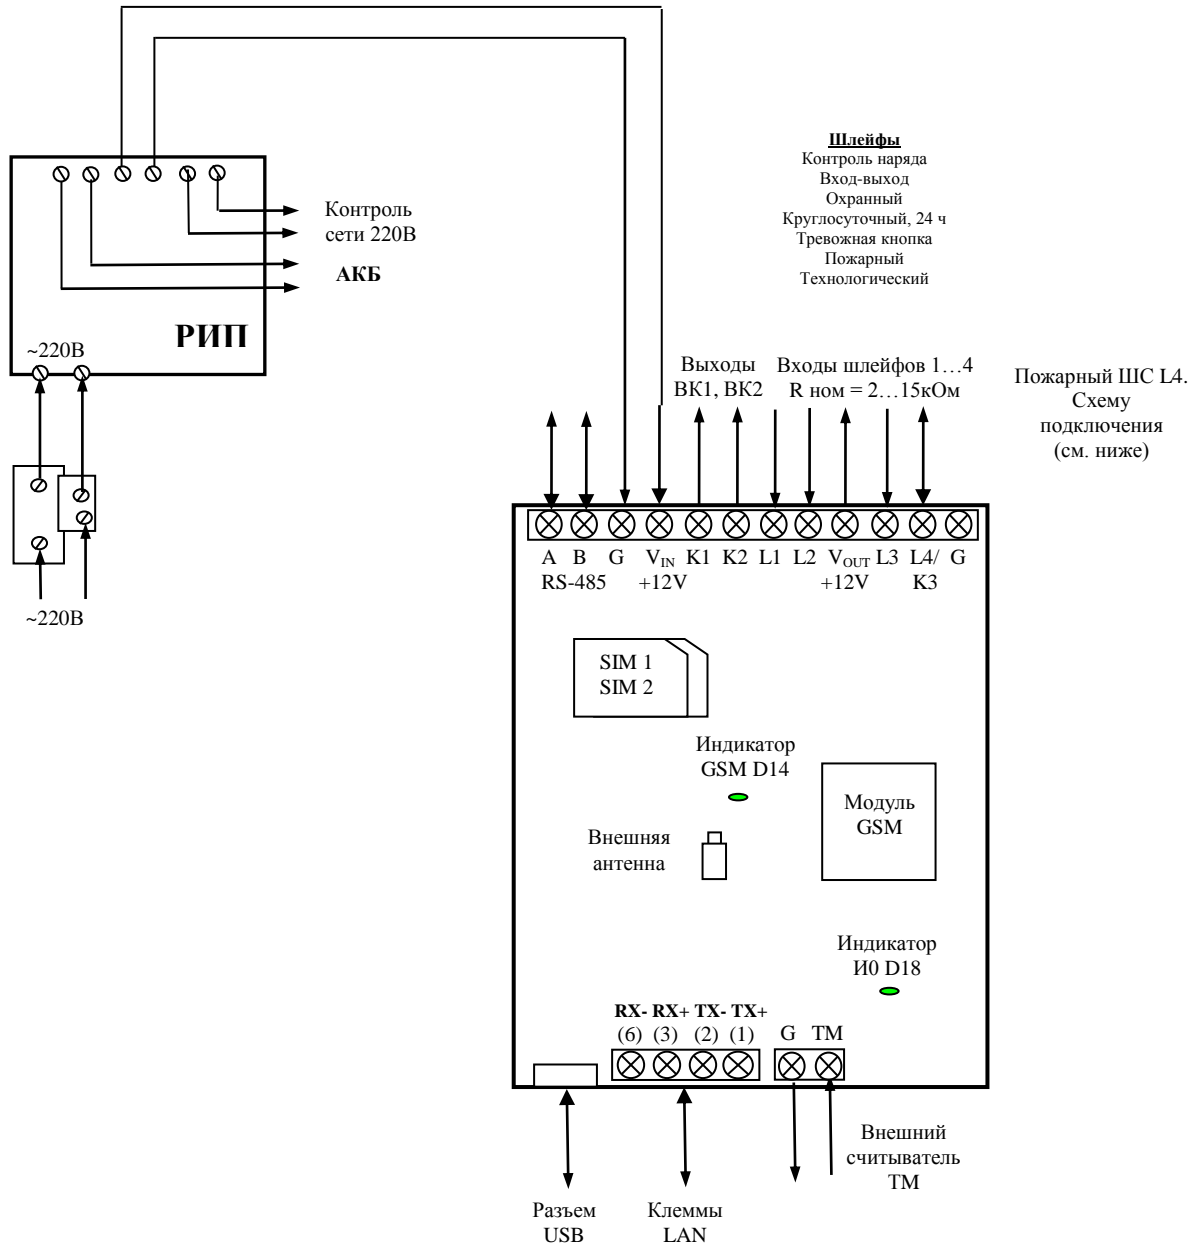 Шлейфы
Контроль наряда
Вход-выход
Охранный
Круглосуточный, 24 ч
Тревожная кнопка
Пожарный
Технологический
Контроль
сети 220В
АКБ
РИП
~220В
~220В
Выходы
ВК1, ВК2
Входы шлейфов 1…4
R ном = 2…15кОм
Пожарный ШС L4.
Схему
подключения
(см. ниже)
A B G VIN K1 K2 L1 L2 VOUT L3 L4/ G
RS-485 +12V +12V K3
SIM 1
SIM 2
Индикатор
GSM D14
Модуль
GSM
Внешняя
антенна
Индикатор
И0 D18
RX- RX+ TX- TX+
(6) (3) (2) (1)
G TM
Внешний
считыватель
ТМ
Разъем
USB
Клеммы
LAN